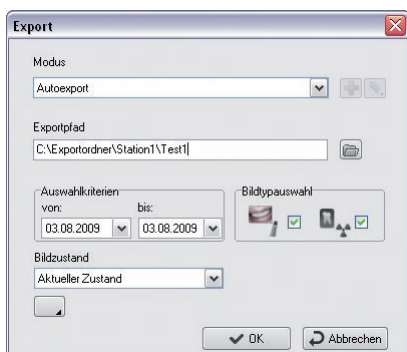 Export
Modus
Autoexport
Exportpfad
C:\Exportordner\Station1\Test1
Auswahlkriterien
von: bis:
03.08.2009 03.08.2009
Bildtypauswahl
Bildzustand
Aktueller Zustand
OK Abbrechen